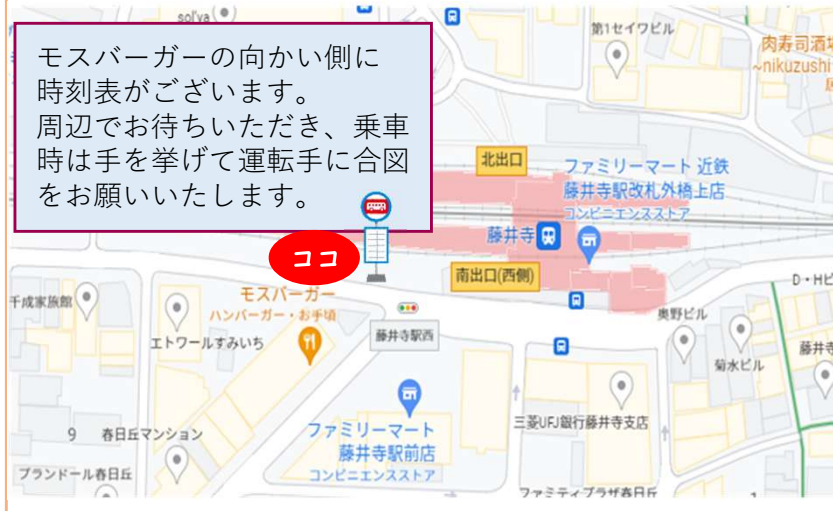 sol'va
モスバーガーの向かい側に
時刻表がございます。
周辺でお待ちいただき、乗車
時は手を挙げて運転手に合図
をお願いいたします。
第1セイワビル
肉寿司酒場
~nikuzushi
北出口
ファミリーマート 近鉄
藤井寺駅改札外橋上店
コンビニエンスストア
藤井寺
ココ
南出口(西側)
千成家旅館
モスバーガー
ハンバーガー・お手頃
エトワールすみいち
藤井寺駅西
奥野ビル
D・Hビ
菊水ビル
藤井寺
三菱UFJ銀行藤井寺支店
9
春日丘マンション
ファミリーマート
藤井寺駅前店
コンビニエンスストア
ブランドール春日丘
ファミティプラザ春日丘
1